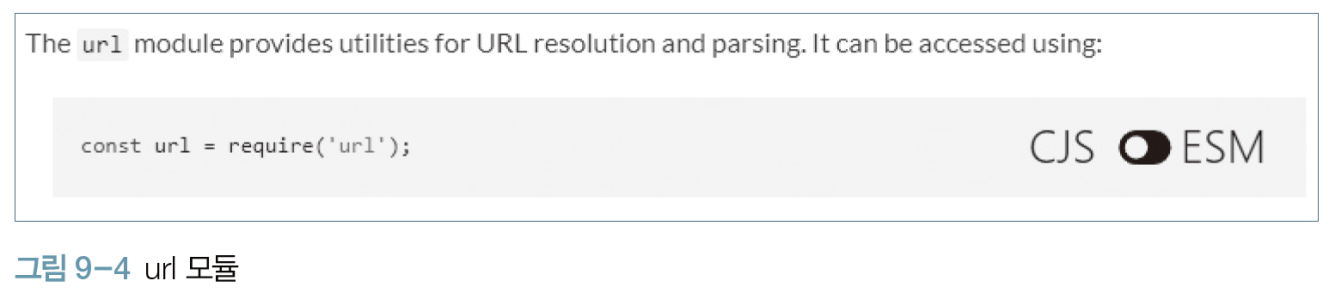 The url module provides utilities for URL resolution and parsing. It can be accessed using:
const url = require('url');
CJS ESM
그림 9-4 url 모듈